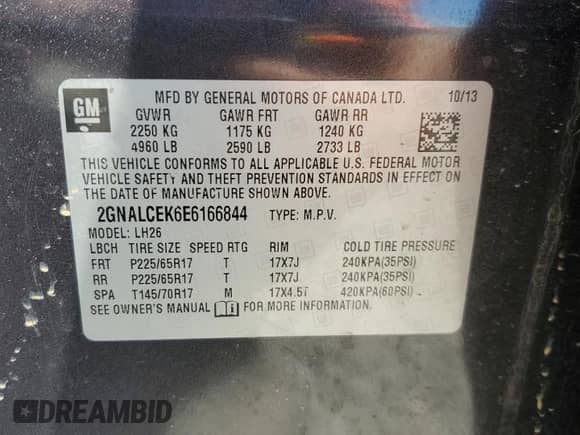 GM
MFD BY GENERAL MOTORS OF CANADA LTD. 10/13
GVWR GAWR FRT GAWR RR
2250 KG 1175 KG 1240 KG
4960 LB 2590 LB 2733 LB
THIS VEHICLE CONFORMS TO ALL APPLICABLE U.S. FEDERAL MOTOR
VEHICLE SAFETY AND THEFT PREVENTION STANDARDS IN EFFECT ON
THE DATE OF MANUFACTURE SHOWN ABOVE.
2GNALCEK6E6166844 TYPE: M.P.V.
MODEL: LH26
LBCH TIRE SIZE SPEED RTG RIM COLD TIRE PRESSURE
FRT P225/65R17 T 17X7J 240KPA(35PSI)
RR P225/65R17 T 17X7J 240KPA(35PSI)
SPA T145/70R17 M 17X4.5T 420KPA(60PSI)
SEE OWNER'S MANUAL FOR MORE INFORMATION.
DREAMBID